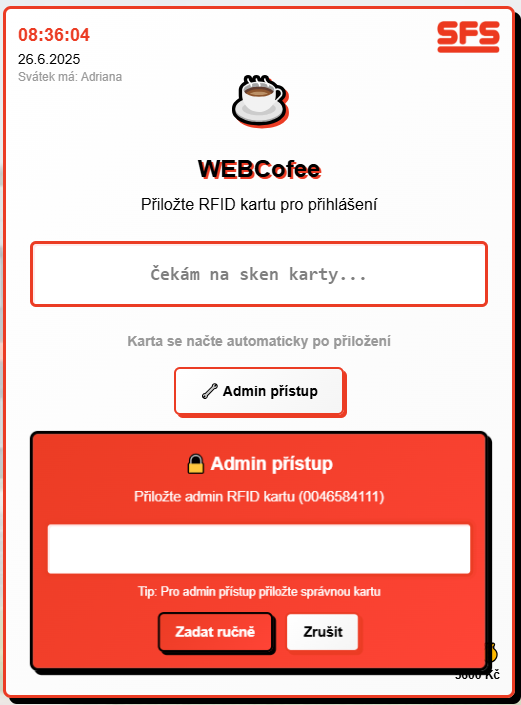 08:36:04
SFS
26.6.2025
Svátek má: Adriana
WEBCofee
Přiložte RFID kartu pro přihlášení
Čekám na sken karty...
Karta se načte automaticky po přiložení
Admin přístup
Admin přístup
Přiložte admin RFID kartu (0046584111)
Tip: Pro admin přístup přiložte správnou kartu
Zadat ručně
Zrušit
5000 Kč